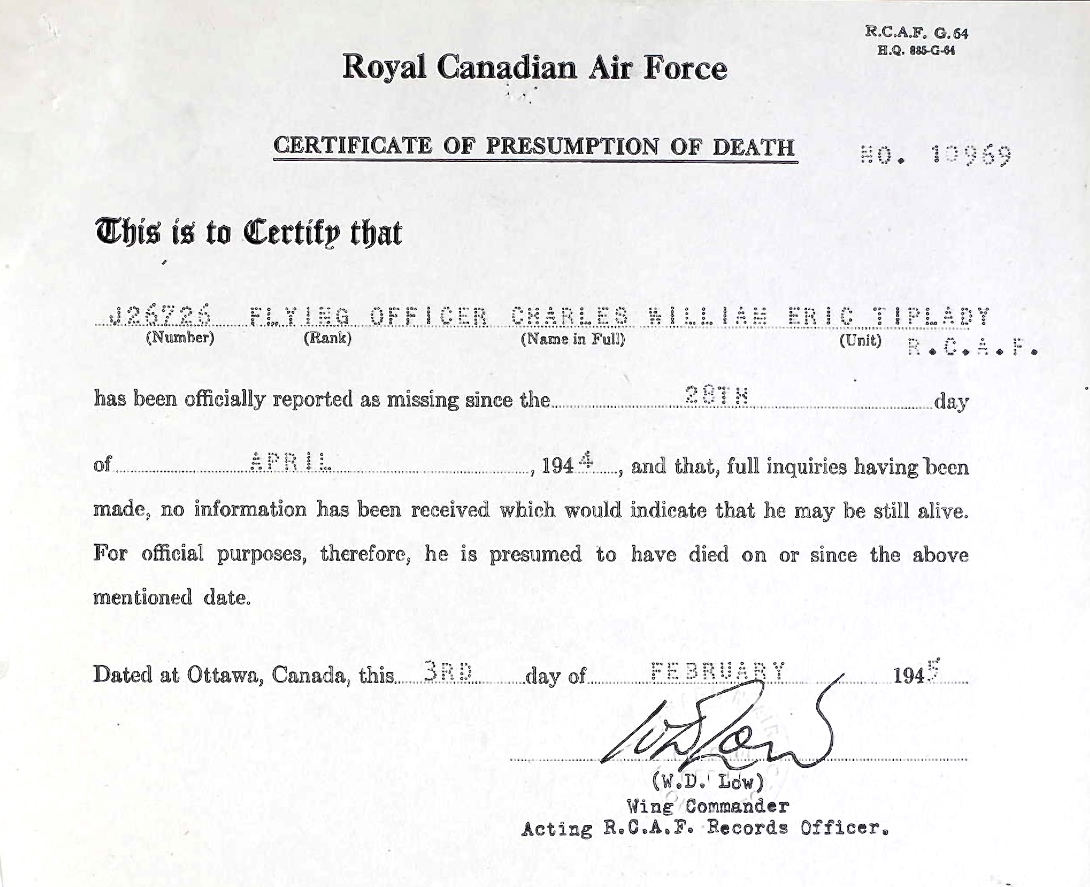 R.C.A.F. G.64
H.Q. 885-G-64
Royal Canadian Air Force
CERTIFICATE OF PRESUMPTION OF DEATH
NO. 10969
This is to Certify that
J26726 FLYING OFFICER CHARLES WILLIAM ERIC TIPLADY
(Number) (Rank) (Name in Full) (Unit) R.C.A.F.
has been officially reported as missing since the 28TH day
of APRIL, 1944, and that, full inquiries having been
made, no information has been received which would indicate that he may be still alive.
For official purposes, therefore, he is presumed to have died on or since the above
mentioned date.
Dated at Ottawa, Canada, this 3RD day of FEBRUARY 1945
WDLow
(W.D. Low)
Wing Commander
Acting R.C.A.F. Records Officer.